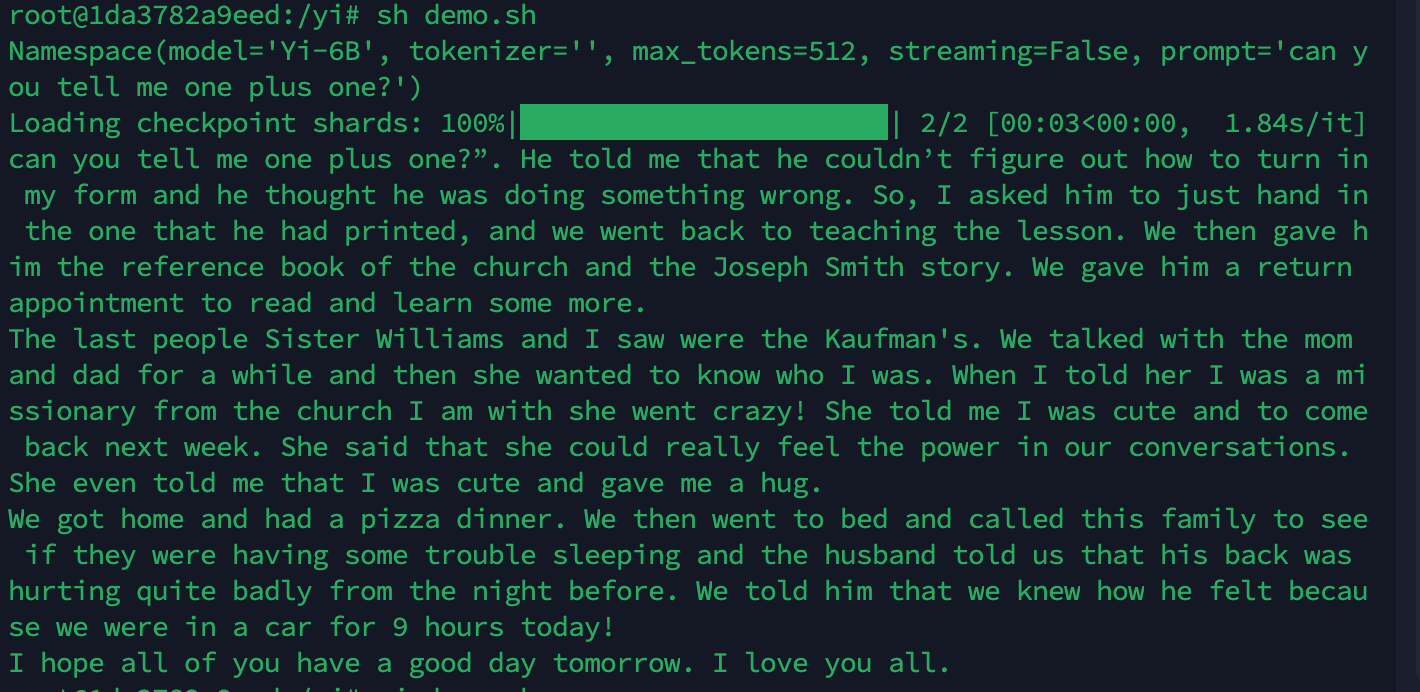 root@1da3782a9eed:/yi# sh demo.sh
Namespace(model='Yi-6B', tokenizer='', max_tokens=512, streaming=False, prompt='can y
ou tell me one plus one?')
Loading checkpoint shards: 100%|| 2/2 [00:03<00:00,  1.84s/it]
can you tell me one plus one?”. He told me that he couldn’t figure out how to turn in
 my form and he thought he was doing something wrong. So, I asked him to just hand in
 the one that he had printed, and we went back to teaching the lesson. We then gave h
im the reference book of the church and the Joseph Smith story. We gave him a return
appointment to read and learn some more.
The last people Sister Williams and I saw were the Kaufman's. We talked with the mom
and dad for a while and then she wanted to know who I was. When I told her I was a mi
ssionary from the church I am with she went crazy! She told me I was cute and to come
 back next week. She said that she could really feel the power in our conversations.
She even told me that I was cute and gave me a hug.
We got home and had a pizza dinner. We then went to bed and called this family to see
 if they were having some trouble sleeping and the husband told us that his back was
hurting quite badly from the night before. We told him that we knew how he felt becau
se we were in a car for 9 hours today!
I hope all of you have a good day tomorrow. I love you all.